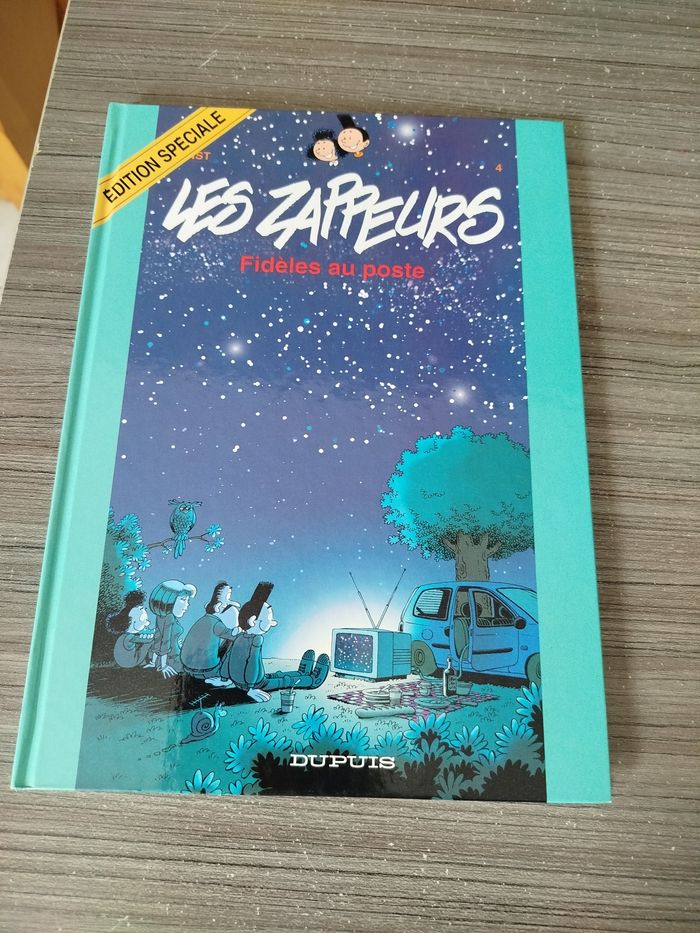 ÉDITION SPÉCIALE
4
LES ZAPPEURS
Fidèles au poste
DUPUIS